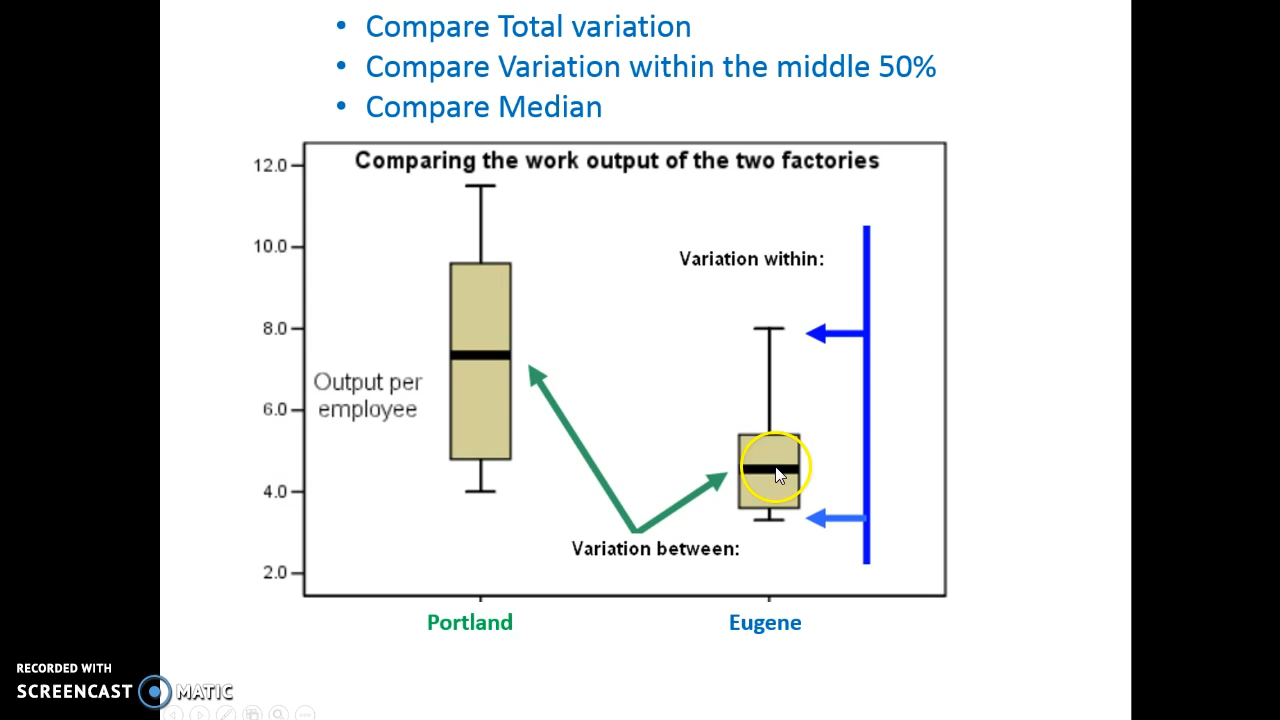 • Compare Total variation
• Compare Variation within the middle 50%
• Compare Median
Comparing the work output of the two factories
12.0
10.0
8.0
6.0
4.0
2.0
Output per
employee
Variation within:
Variation between:
Portland
Eugene
RECORDED WITH
SCREENCAST MATIC